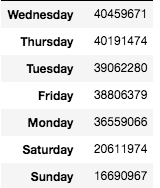 Wednesday 40459671
Thursday 40191474
Tuesday 39062280
Friday 38806379
Monday 36559066
Saturday 20611974
Sunday 16690967